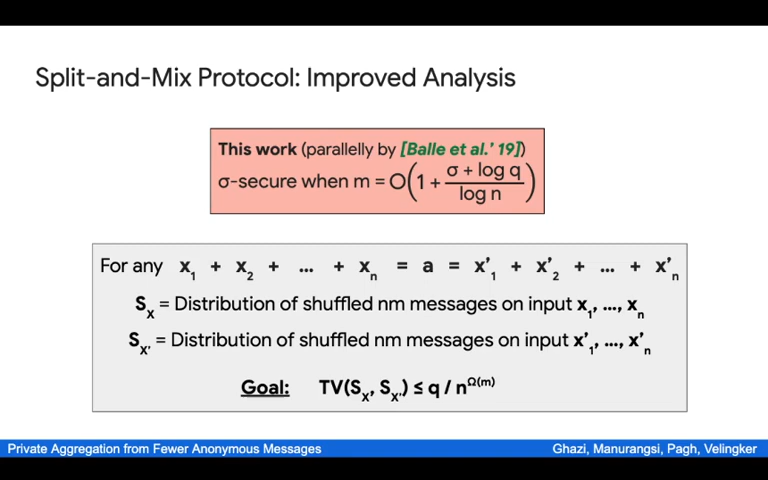 Split-and-Mix Protocol: Improved Analysis
This work (parallelly by [Balle et al.' 19])
σ-secure when m = O(1 + (σ + log q) / (log n))
For any x₁ + x₂ + ... + xₙ = a = x'₁ + x'₂ + ... + x'ₙ
Sₓ = Distribution of shuffled nm messages on input x₁, ..., xₙ
Sₓ' = Distribution of shuffled nm messages on input x'₁, ..., x'ₙ
Goal: TV(Sₓ, Sₓ') ≤ q / n^Ω(m)
Private Aggregation from Fewer Anonymous Messages
Ghazi, Manurangsi, Pagh, Velingker